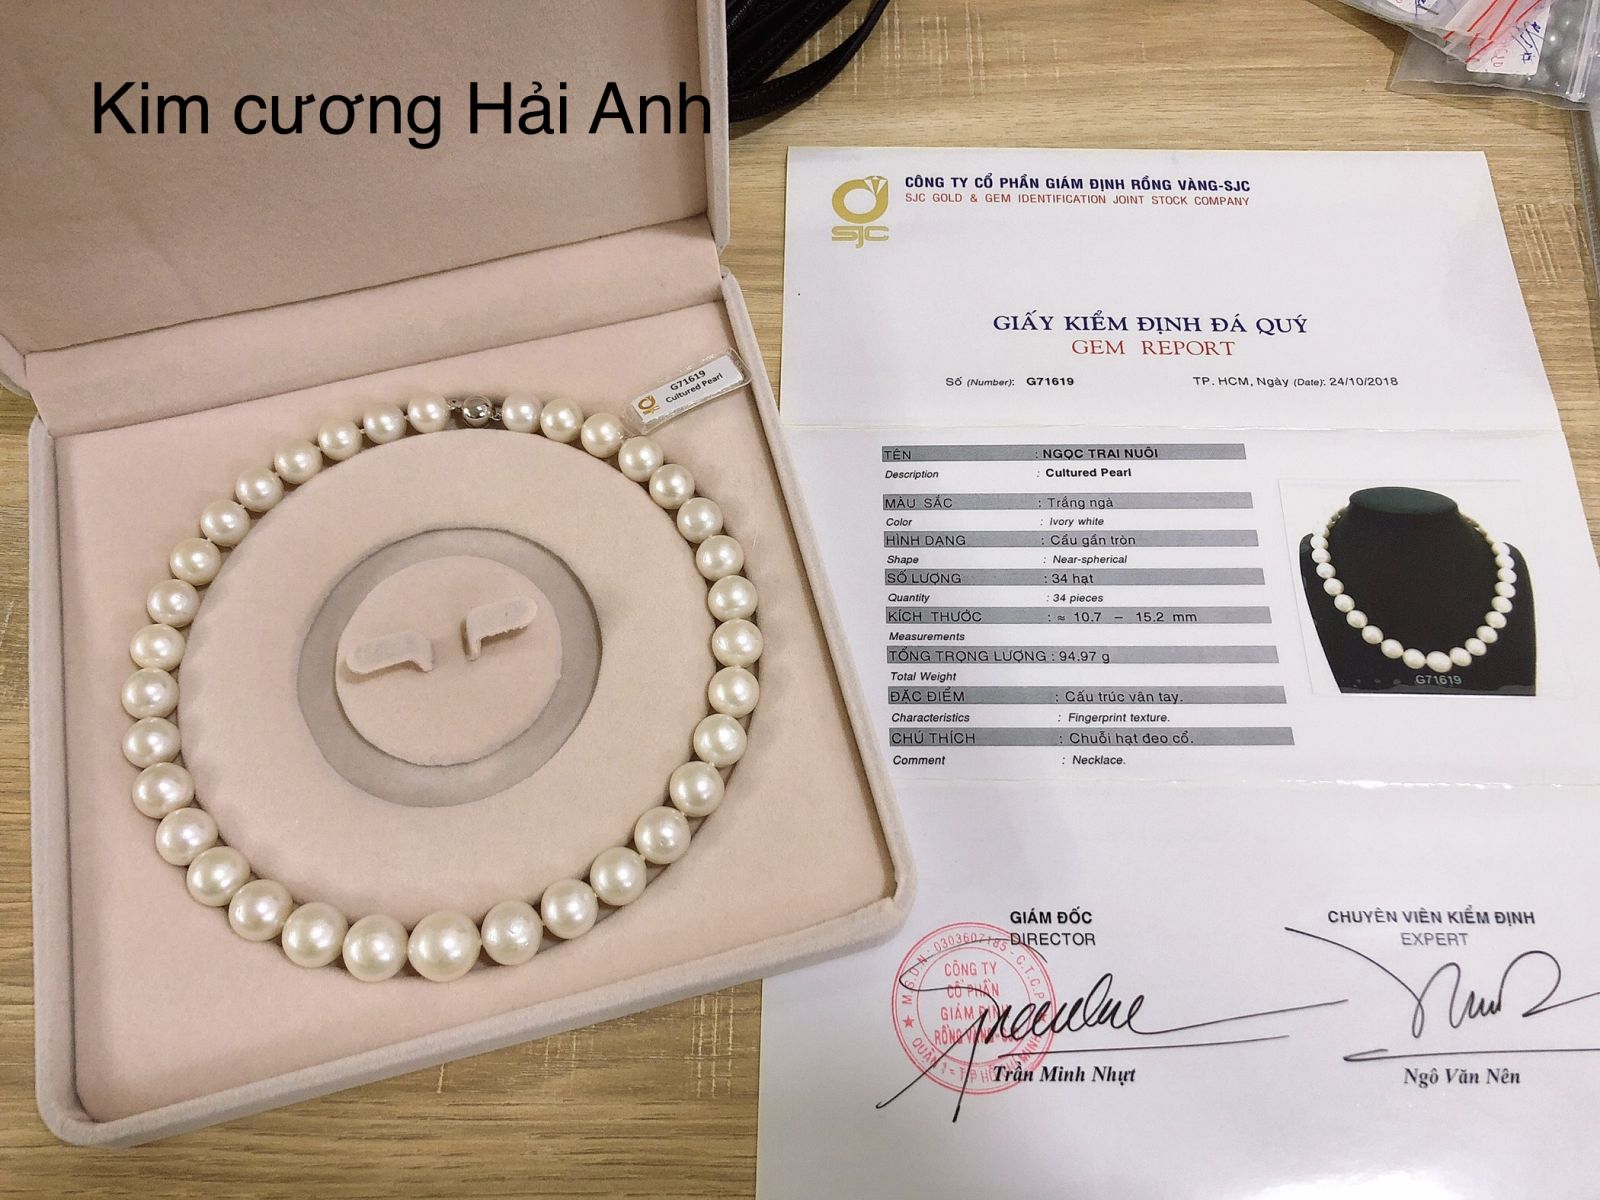 Kim cương Hải Anh
G71619
Cultured Pearl
SJC
CÔNG TY CỔ PHẦN GIÁM ĐỊNH RỒNG VÀNG-SJC
SJC GOLD & GEM IDENTIFICATION JOINT STOCK COMPANY
GIẤY KIỂM ĐỊNH ĐÁ QUÝ
GEM REPORT
Số (Number): G71619 TP. HCM, Ngày (Date): 24/10/2018
TÊN : NGỌC TRAI NUÔI
Description : Cultured Pearl
MÀU SẮC : Trắng ngà
Color : Ivory white
HÌNH DẠNG : Cầu gần tròn
Shape : Near-spherical
SỐ LƯỢNG : 34 hạt
Quantity : 34 pieces
KÍCH THƯỚC : ≈ 10.7 – 15.2 mm
Measurements
TỔNG TRỌNG LƯỢNG : 94.97 g
Total Weight
ĐẶC ĐIỂM : Cấu trúc vân tay.
Characteristics : Fingerprint texture.
CHÚ THÍCH : Chuỗi hạt đeo cổ.
Comment : Necklace.
G71619
GIÁM ĐỐC
DIRECTOR
CHUYÊN VIÊN KIỂM ĐỊNH
EXPERT
M.S.D.N: 0303607185 - C.T.C.P
CÔNG TY
CỔ PHẦN
GIÁM ĐỊNH
RỒNG VÀNG-SJC
Trần Minh Nhựt
Ngô Văn Nên